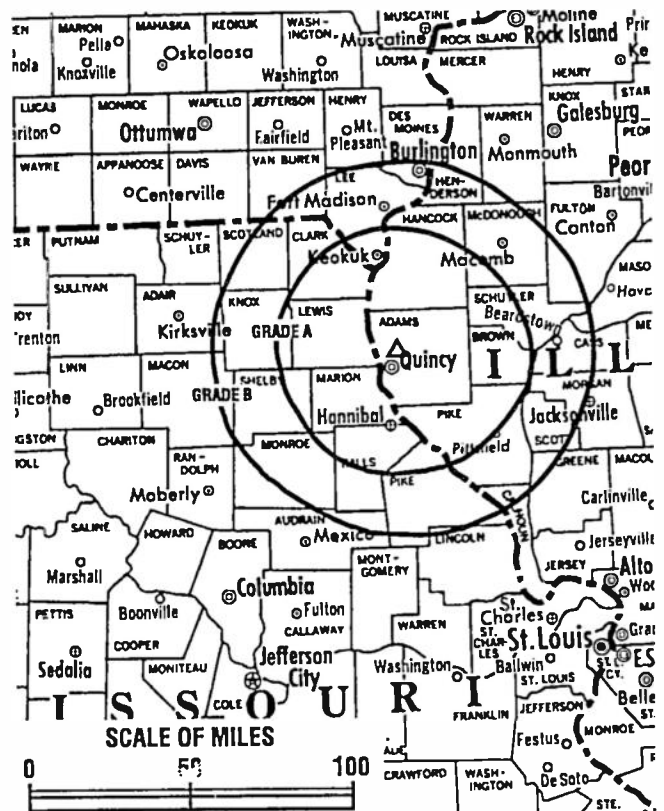 MUSCATINE
Moline
MARION
MAHASKA
KEOKUK
WASH-
INGTON
Pella
Muscatine
ROCK ISLAND
Rock Island
Oskaloosa
Knoxville
Washington
LOUISA
MERCER
HENRY
LUCAS
MONROE
WAPELLO
JEFFERSON
HENRY
DES
MOINES
WARREN
KNOX
Galesburg
Ottumwa
Fairfield
Mt.
Pleasant
Burlington
Monmouth
WAYNE
APPANOOSE
DAVIS
VAN BUREN
LEE
HEN-
DERSON
Centerville
Fort Madison
HANCOCK
McDONOUGH
FULTON
Canton
PUTNAM
SCHUY-
LER
SCOTLAND
CLARK
Keokuk
Macomb
SULLIVAN
ADAIR
KNOX
LEWIS
SCHUYLER
Beardstown
Kirksville
GRADE A
ADAMS
BROWN
CASS
Quincy
I L L
LINN
MACON
SHELBY
MARION
MORGAN
Brookfield
GRADE B
Hannibal
PIKE
Jacksonville
CHARITON
MONROE
Pittsfield
SCOTT
RAN-
DOLPH
RALLS
PIKE
GREENE
Moberly
Carlinville
SALINE
HOWARD
AUDRAIN
Mexico
LINCOLN
CALHOUN
BOONE
MONT-
GOMERY
JERSEY
Jerseyville
Marshall
Columbia
PETTIS
Boonville
Fulton
CALLAWAY
WARREN
St.
Charles
ST.
CHAR-
LES
St. Louis
COOPER
Sedalia
MONITEAU
Jefferson
City
Washington
Ballwin
ST. LOUIS
ST. L.
CY.
COLE
I S S O U R I
FRANKLIN
JEFFERSON
MONROE
SCALE OF MILES
Festus
0 50 100
CRAWFORD
WASH-
INGTON
De Soto
STE.